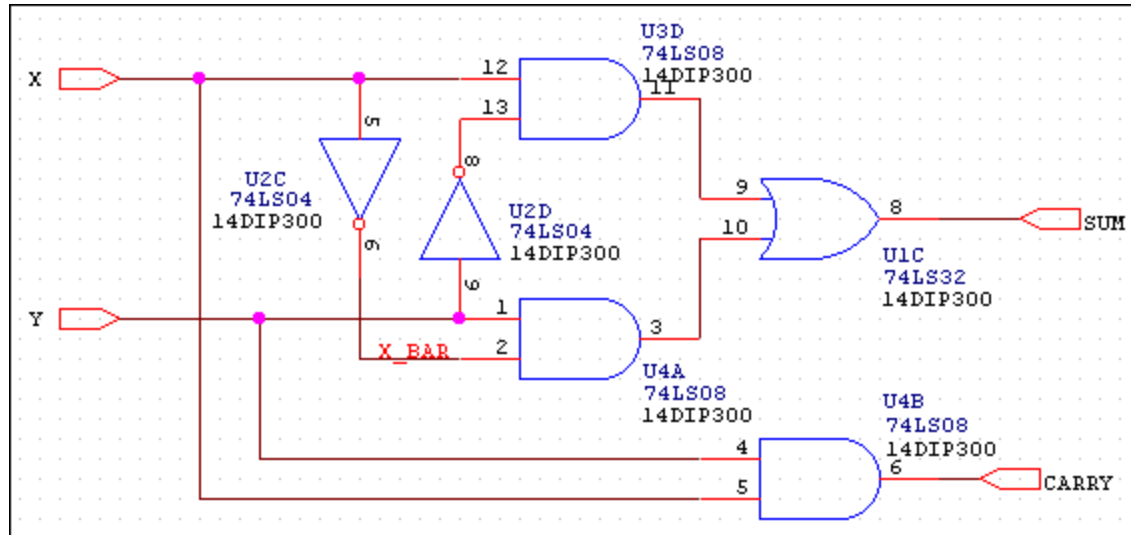 U3D
74LS08
14DIP300
X
12
11
13
5
8
U2C
74LS04
14DIP300
6
U2D
74LS04
14DIP300
9
9
10
8
SUM
U1C
74LS32
14DIP300
Y
1
2
3
X_BAR
U4A
74LS08
14DIP300
U4B
74LS08
14DIP300
4
5
6
CARRY